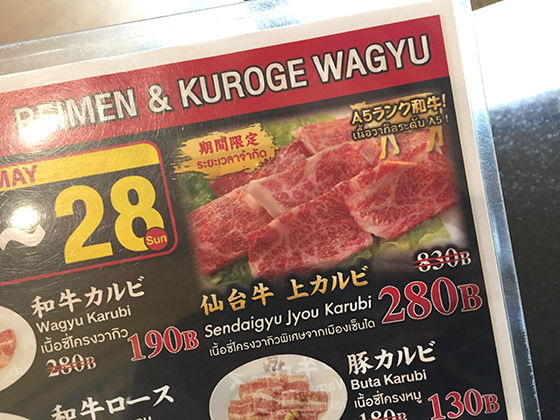 REIMEN & KUROGE WAGYU
MAY
~28
Sun
期間限定
ระยะเวลาจำกัด
A5ランク和牛!
เนื้อวากิวระดับ A5!
和牛カルビ
Wagyu Karubi
เนื้อซี่โครงวากิว
280B
190B
仙台牛 上カルビ
Sendaigyu Jyou Karubi
เนื้อซี่โครงวากิวพิเศษจากเมืองเซ็นได
830B
280B
和牛ロース
豚カルビ
Buta Karubi
เนื้อซี่โครงหมู
180B
130B